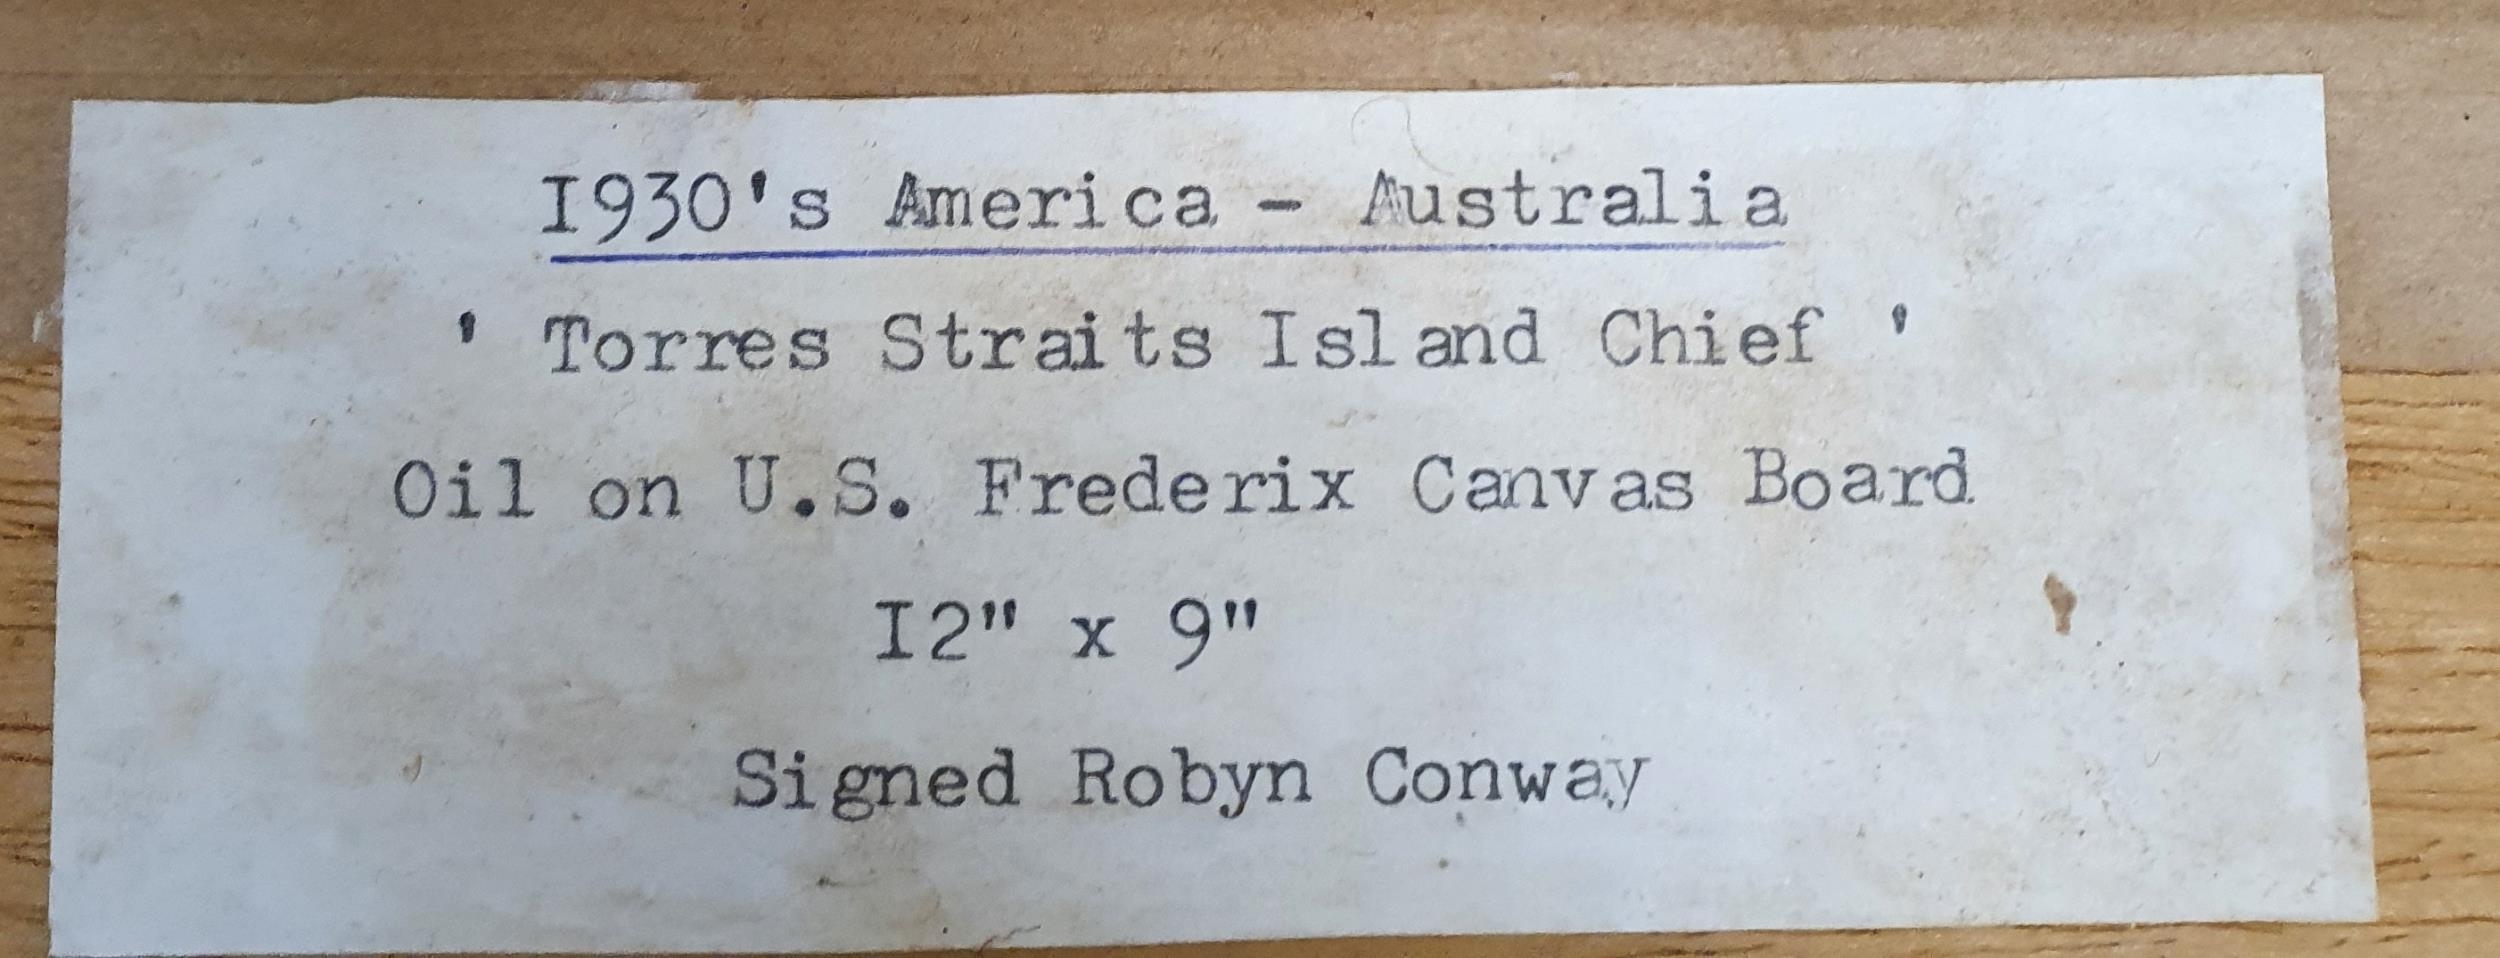 I930's America - Australia
' Torres Straits Island Chief '
Oil on U.S. Frederix Canvas Board
I2" x 9"
Signed Robyn Conway